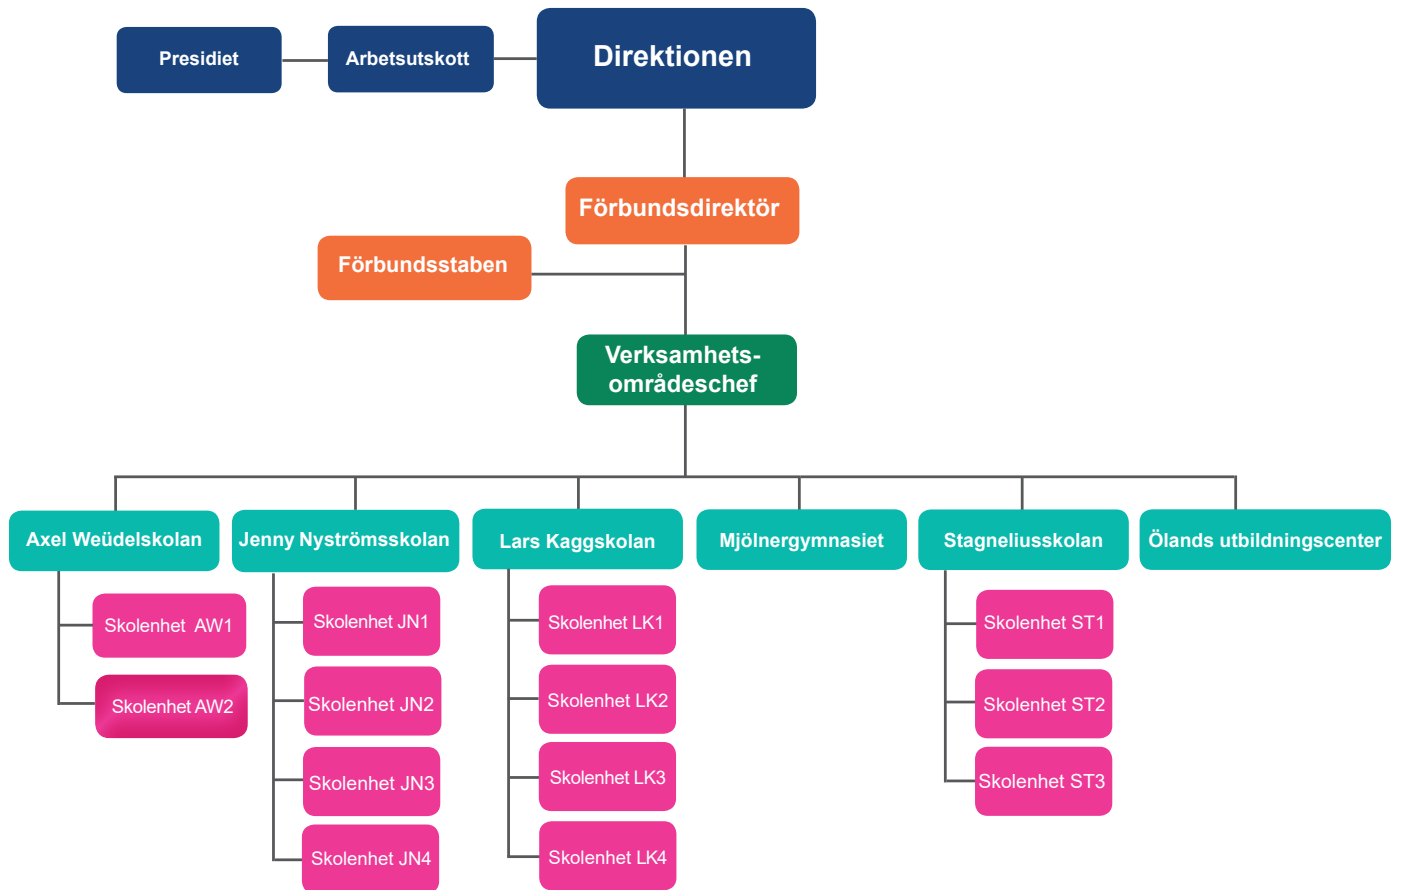 Presidiet
Arbetsutskott
Direktionen
Förbundsdirektör
Förbundsstaben
Verksamhets-
områdeschef
Axel Weüdelskolan
Jenny Nyströmsskolan
Lars Kaggskolan
Mjölnergymnasiet
Stagneliusskolan
Ölands utbildningscenter
Skolenhet AW1
Skolenhet AW2
Skolenhet JN1
Skolenhet JN2
Skolenhet JN3
Skolenhet JN4
Skolenhet LK1
Skolenhet LK2
Skolenhet LK3
Skolenhet LK4
Skolenhet ST1
Skolenhet ST2
Skolenhet ST3